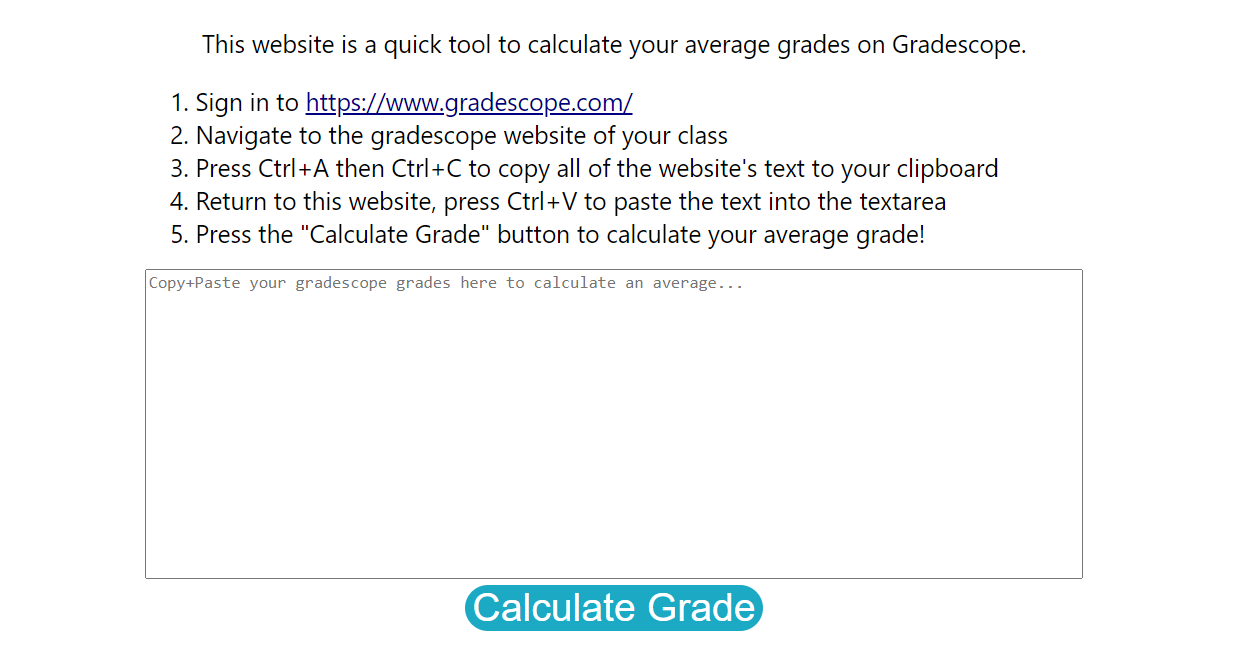 This website is a quick tool to calculate your average grades on Gradescope.
1. Sign in to https://www.gradescope.com/
2. Navigate to the gradescope website of your class
3. Press Ctrl+A then Ctrl+C to copy all of the website's text to your clipboard
4. Return to this website, press Ctrl+V to paste the text into the textarea
5. Press the "Calculate Grade" button to calculate your average grade!
Copy+Paste your gradescope grades here to calculate an average...
Calculate Grade